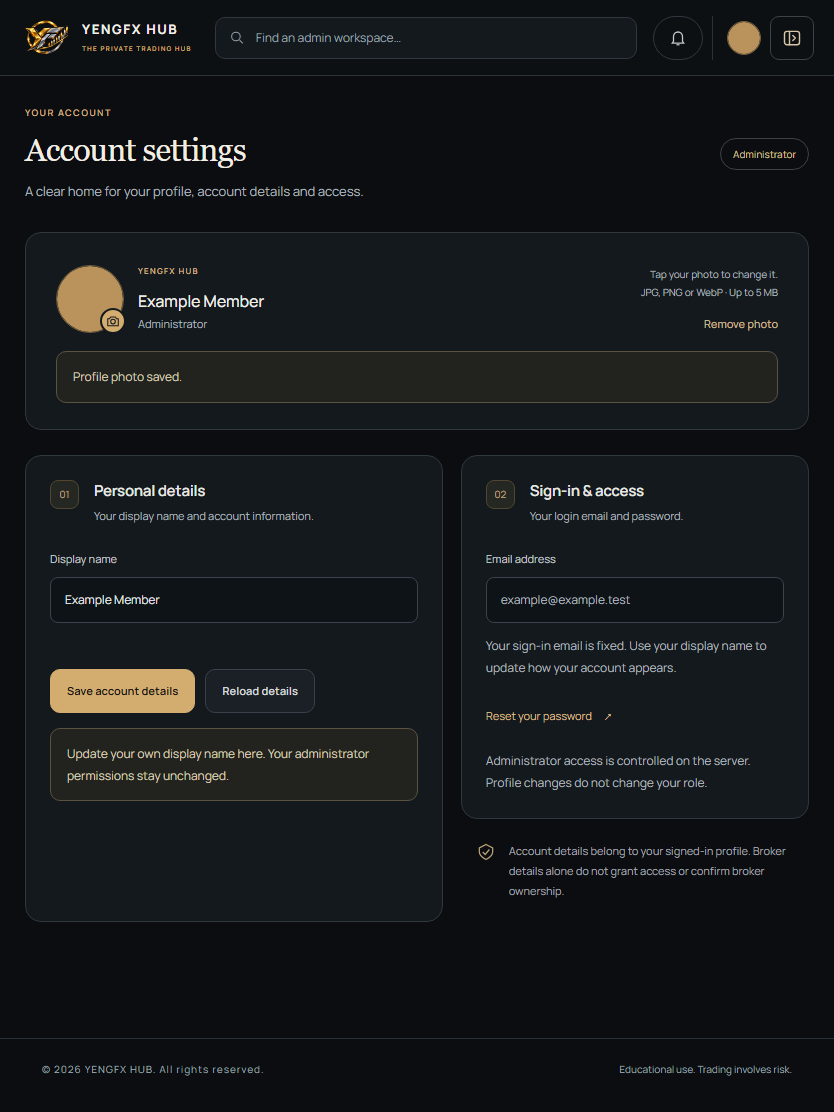 YENGFX HUB
THE PRIVATE TRADING HUB
Find an admin workspace...
YOUR ACCOUNT
Account settings
Administrator
A clear home for your profile, account details and access.
YENGFX HUB
Example Member
Administrator
Tap your photo to change it.
JPG, PNG or WebP · Up to 5 MB
Remove photo
Profile photo saved.
01
Personal details
Your display name and account information.
Display name
Example Member
Save account details
Reload details
Update your own display name here. Your administrator
permissions stay unchanged.
02
Sign-in & access
Your login email and password.
Email address
example@example.test
Your sign-in email is fixed. Use your display name to
update how your account appears.
Reset your password ↗
Administrator access is controlled on the server.
Profile changes do not change your role.
Account details belong to your signed-in profile. Broker
details alone do not grant access or confirm broker
ownership.
© 2026 YENGFX HUB. All rights reserved.
Educational use. Trading involves risk.